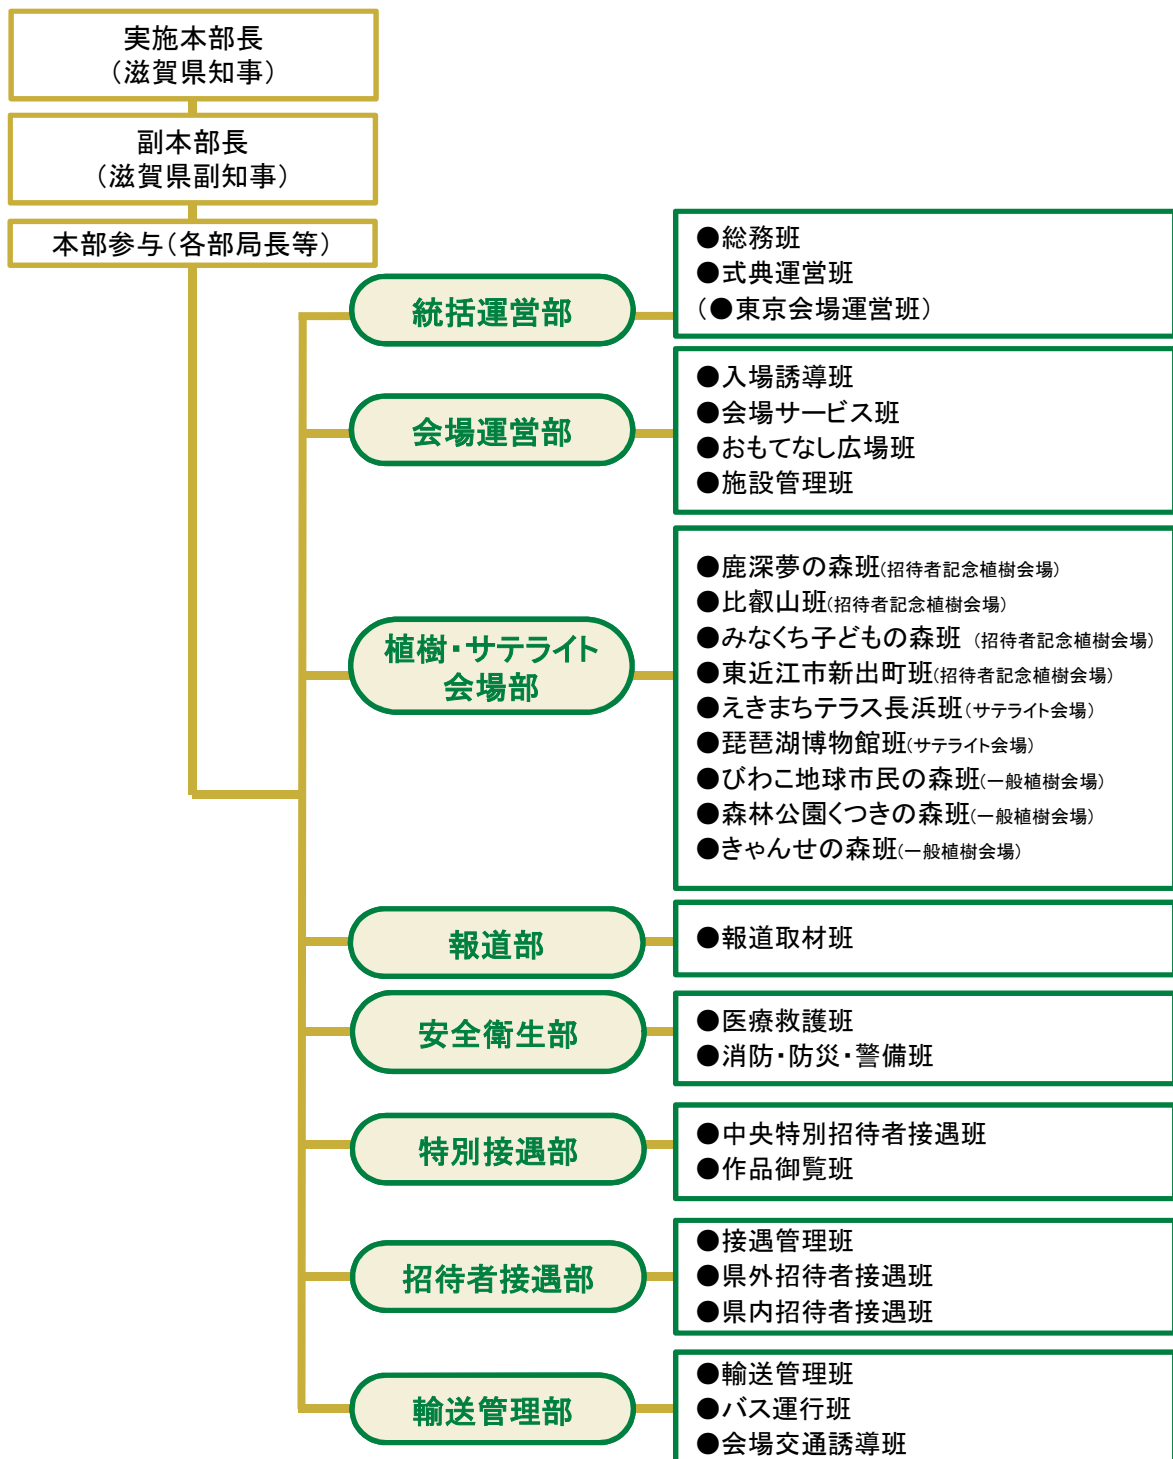 実施本部長
（滋賀県知事）
副本部長
（滋賀県副知事）
本部参与（各部局長等）
統括運営部
●総務班
●式典運営班
（●東京会場運営班）
会場運営部
●入場誘導班
●会場サービス班
●おもてなし広場班
●施設管理班
植樹・サテライト
会場部
●鹿深夢の森班（招待者記念植樹会場）
●比叡山班（招待者記念植樹会場）
●みなくち子どもの森班 （招待者記念植樹会場）
●東近江市新出町班（招待者記念植樹会場）
●えきまちテラス長浜班（サテライト会場）
●琵琶湖博物館班（サテライト会場）
●びわこ地球市民の森班（一般植樹会場）
●森林公園くつきの森班（一般植樹会場）
●きゃんせの森班（一般植樹会場）
報道部
●報道取材班
安全衛生部
●医療救護班
●消防・防災・警備班
特別接遇部
●中央特別招待者接遇班
●作品御覧班
招待者接遇部
●接遇管理班
●県外招待者接遇班
●県内招待者接遇班
輸送管理部
●輸送管理班
●バス運行班
●会場交通誘導班